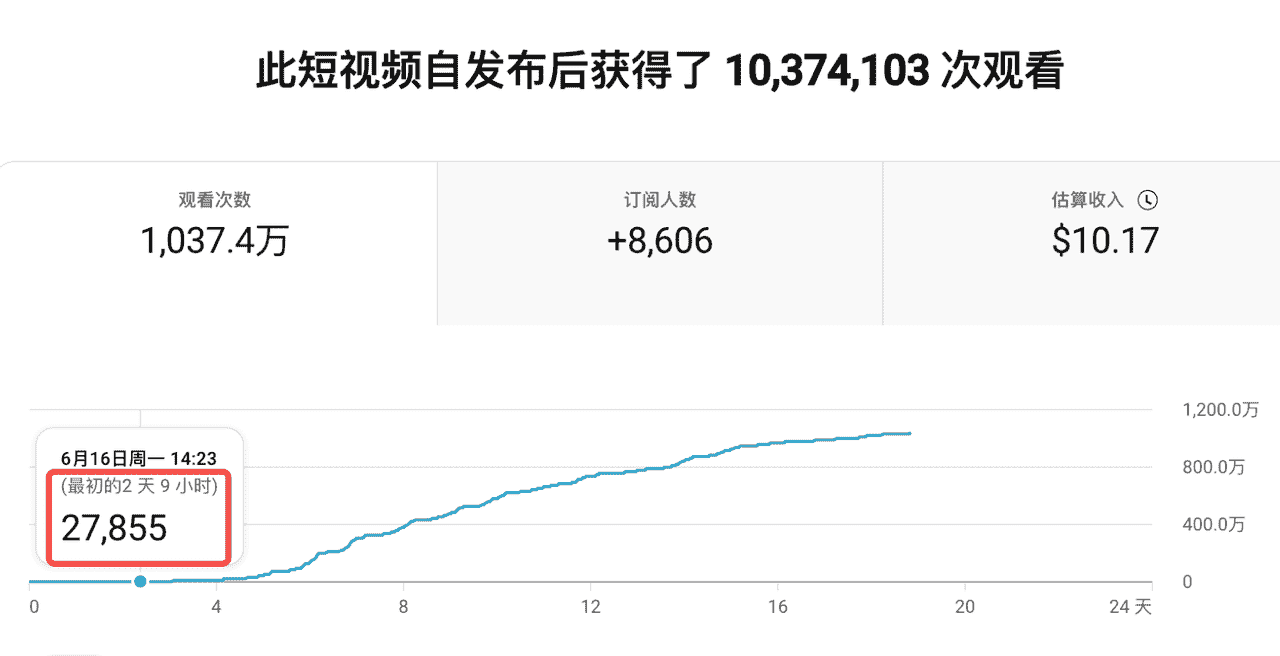 此短视频自发布后获得了 10,374,103 次观看
观看次数
1,037.4万
订阅人数
+8,606
估算收入
$10.17
1,200.0万
6月16日周一 14:23
(最初的2 天 9 小时)
27,855
800.0万
400.0万
0
0 4 8 12 16 20 24 天